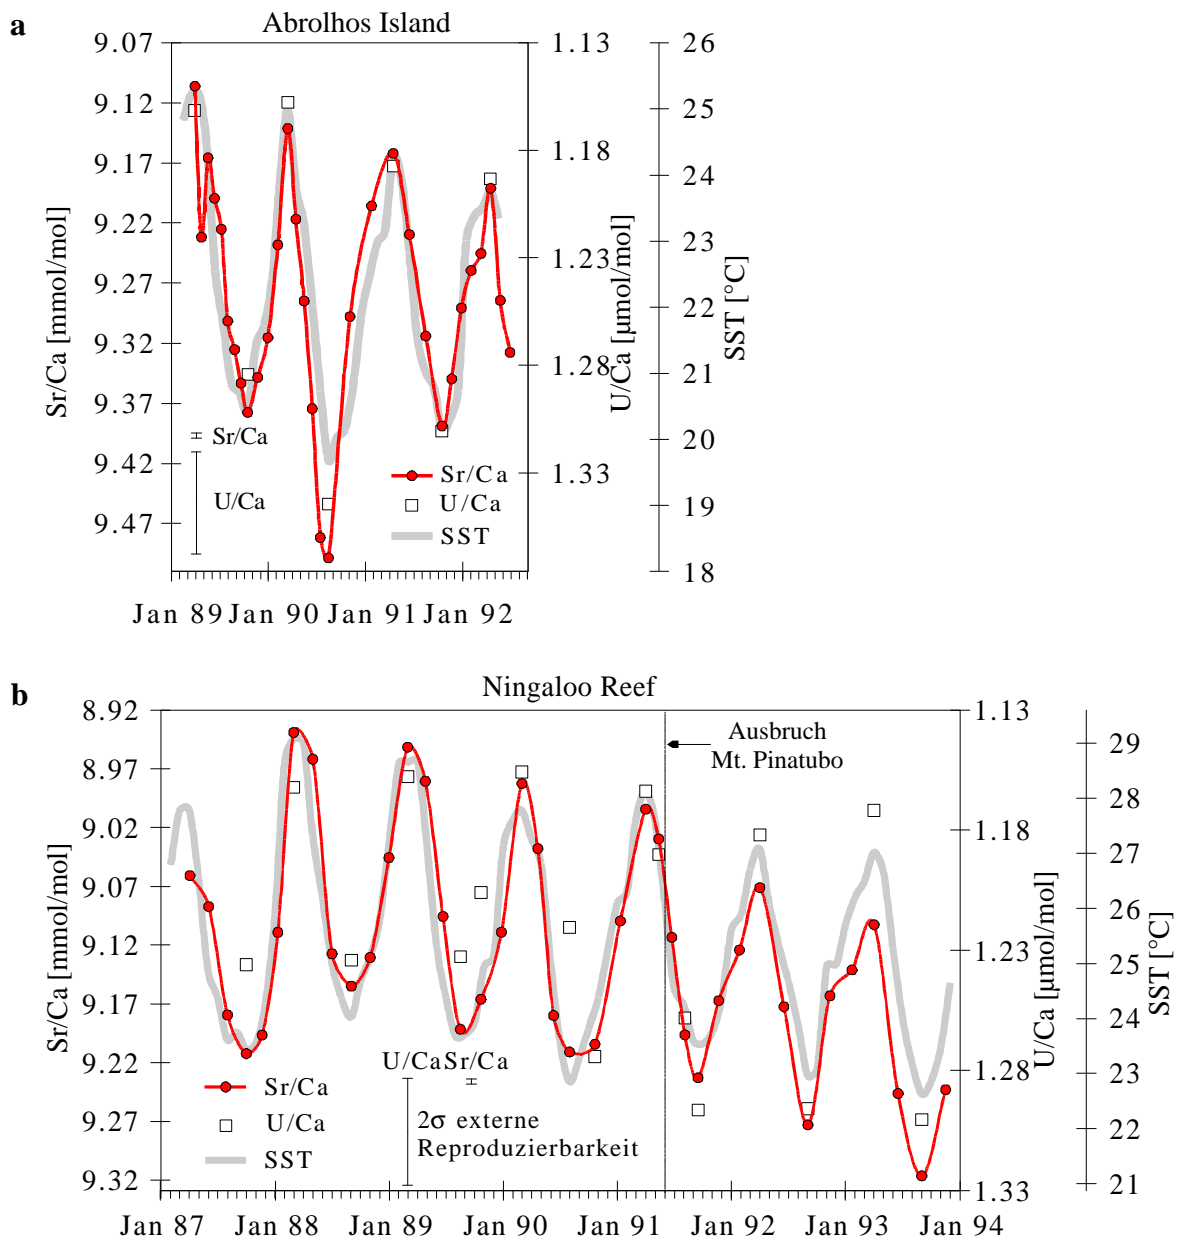 a
Abrolhos Island
9.07
9.12
9.17
9.22
9.27
9.32
9.37
9.42
9.47
Sr/Ca [mmol/mol]
1.13
1.18
1.23
1.28
1.33
U/Ca [µmol/mol]
26
25
24
23
22
21
20
19
18
SST [°C]
Sr/Ca
U/Ca
Sr/Ca
U/Ca
SST
Jan 89 Jan 90 Jan 91 Jan 92
b
Ningaloo Reef
8.92
8.97
9.02
9.07
9.12
9.17
9.22
9.27
9.32
Sr/Ca [mmol/mol]
Ausbruch
Mt. Pinatubo
1.13
1.18
1.23
1.28
1.33
U/Ca [µmol/mol]
29
28
27
26
25
24
23
22
21
SST [°C]
U/Ca Sr/Ca
2σ externe
Reproduzierbarkeit
Sr/Ca
U/Ca
SST
Jan 87 Jan 88 Jan 89 Jan 90 Jan 91 Jan 92 Jan 93 Jan 94